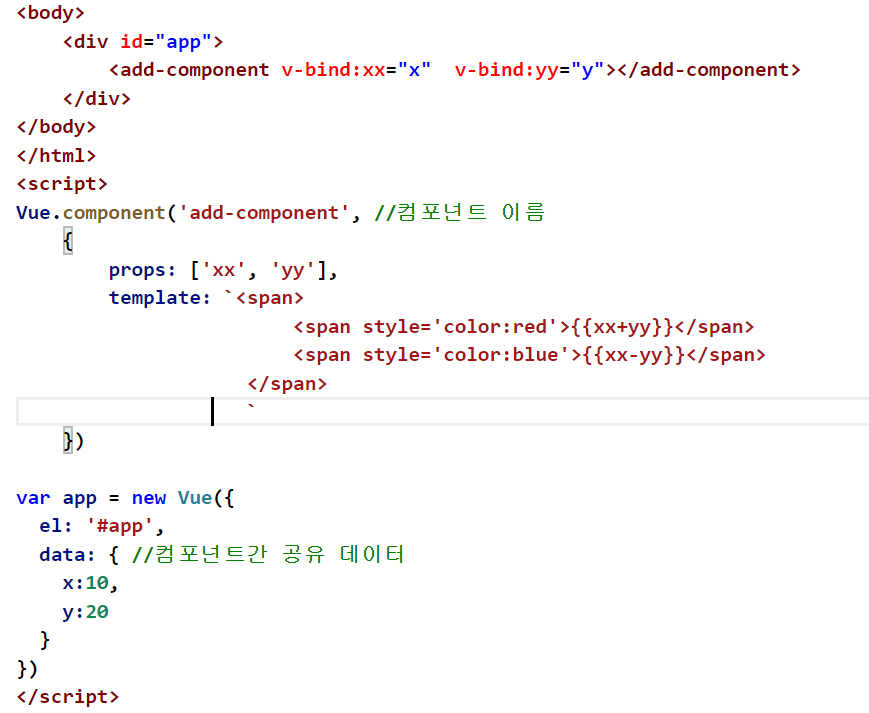 <body>
    <div id="app">
        <add-component v-bind:xx="x"  v-bind:yy="y"></add-component>
    </div>
</body>
</html>
<script>
Vue.component('add-component', //컴포넌트 이름
    {
        props: ['xx', 'yy'],
        template: `<span>
                        <span style='color:red'>{{xx+yy}}</span>
                        <span style='color:blue'>{{xx-yy}}</span>
                    </span>
                    `
    })

var app = new Vue({
  el: '#app',
  data: { //컴포넌트간 공유 데이터
    x:10,
    y:20
  }
})
</script>